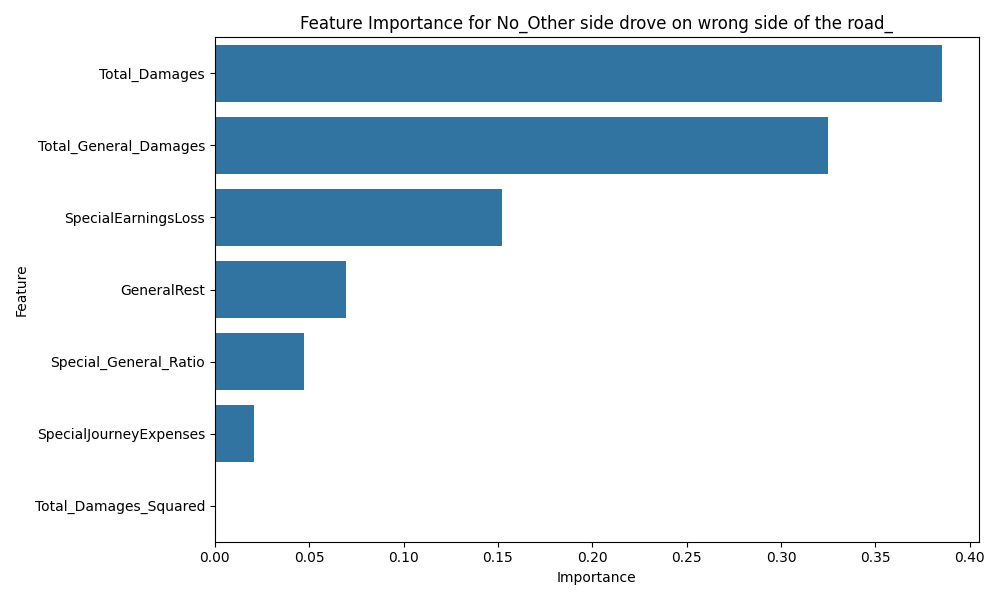 Feature Importance for No_Other side drove on wrong side of the road_
Feature
Total_Damages
Total_General_Damages
SpecialEarningsLoss
GeneralRest
Special_General_Ratio
SpecialJourneyExpenses
Total_Damages_Squared
0.00 0.05 0.10 0.15 0.20 0.25 0.30 0.35 0.40
Importance